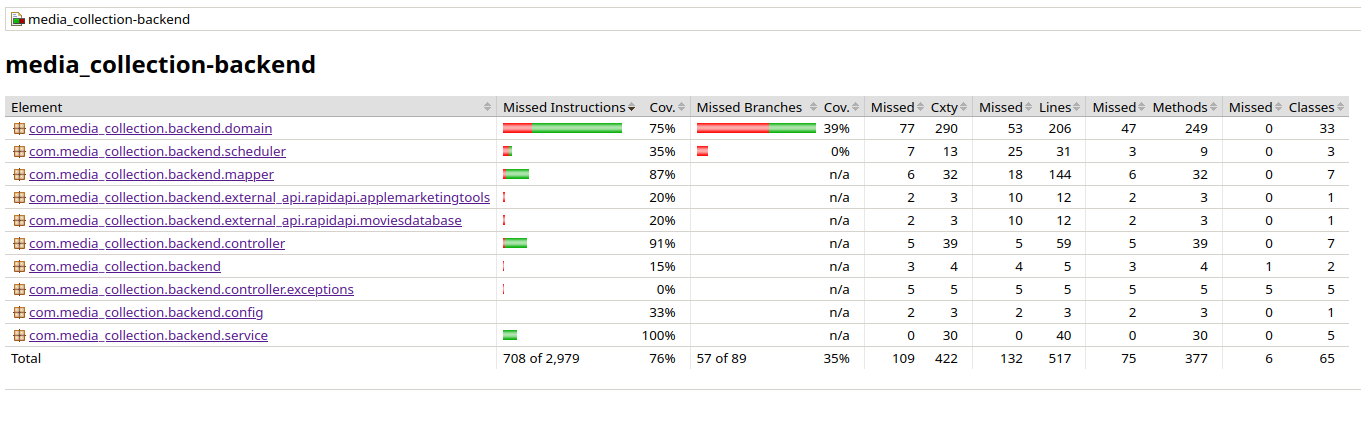 media_collection-backend
media_collection-backend
Element Missed Instructions Cov. Missed Branches Cov. Missed Cxty Missed Lines Missed Methods Missed Classes
com.media_collection.backend.domain 75% 39% 77 290 53 206 47 249 0 33
com.media_collection.backend.scheduler 35% 0% 7 13 25 31 3 9 0 3
com.media_collection.backend.mapper 87% n/a 6 32 18 144 6 32 0 7
com.media_collection.backend.external_api.rapidapi.applemarketingtools 20% n/a 2 3 10 12 2 3 0 1
com.media_collection.backend.external_api.rapidapi.moviesdatabase 20% n/a 2 3 10 12 2 3 0 1
com.media_collection.backend.controller 91% n/a 5 39 5 59 5 39 0 7
com.media_collection.backend 15% n/a 3 4 4 5 3 4 1 2
com.media_collection.backend.controller.exceptions 0% n/a 5 5 5 5 5 5 5 5
com.media_collection.backend.config 33% n/a 2 3 2 3 2 3 0 1
com.media_collection.backend.service 100% n/a 0 30 0 40 0 30 0 5
Total 708 of 2,979 76% 57 of 89 35% 109 422 132 517 75 377 6 65